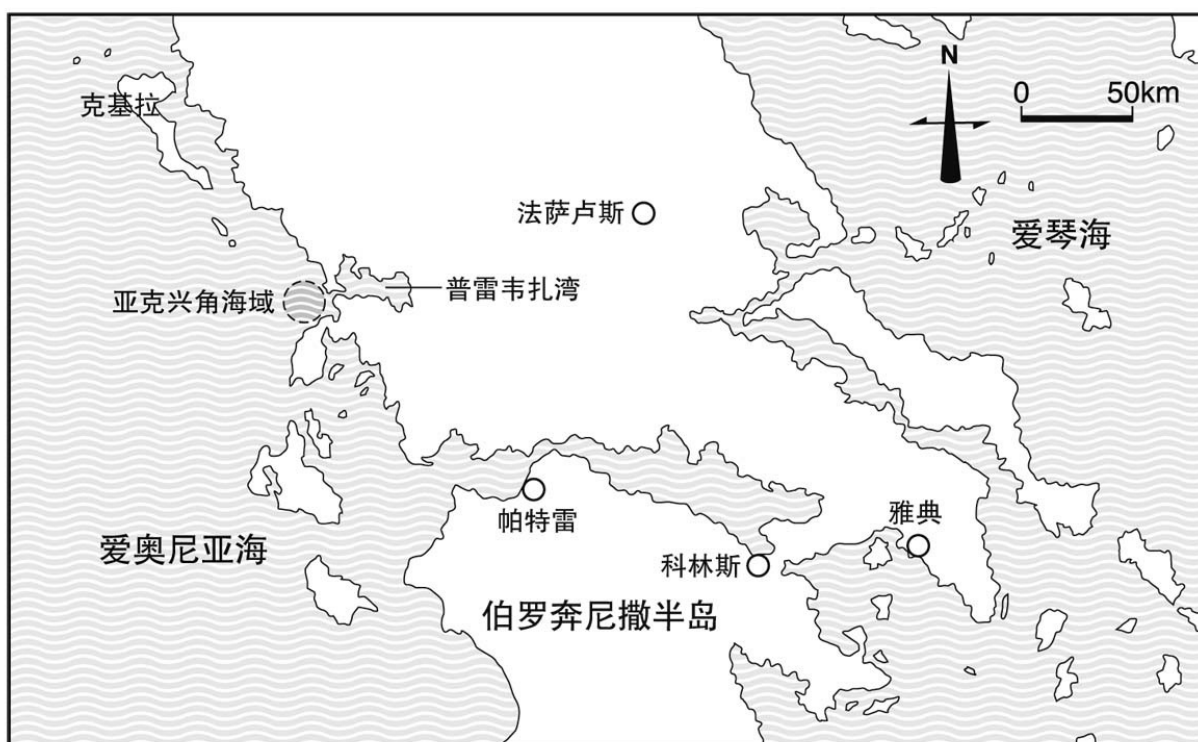 N
0 50km
克基拉
法萨卢斯
爱琴海
亚克兴角海域
普雷韦扎湾
帕特雷
雅典
爱奥尼亚海
科林斯
伯罗奔尼撒半岛